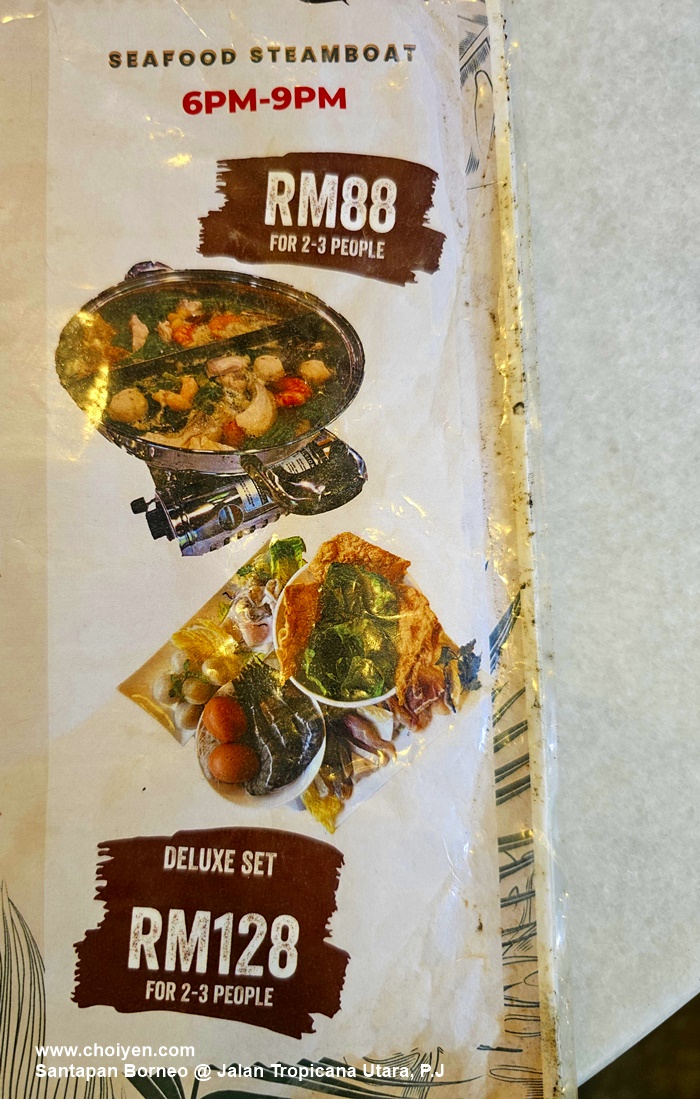 SEAFOOD STEAMBOAT
6PM-9PM
RM88
FOR 2-3 PEOPLE
DELUXE SET
RM128
FOR 2-3 PEOPLE
www.choiyen.com
Santapan Borneo @ Jalan Tropicana Utara, P.J